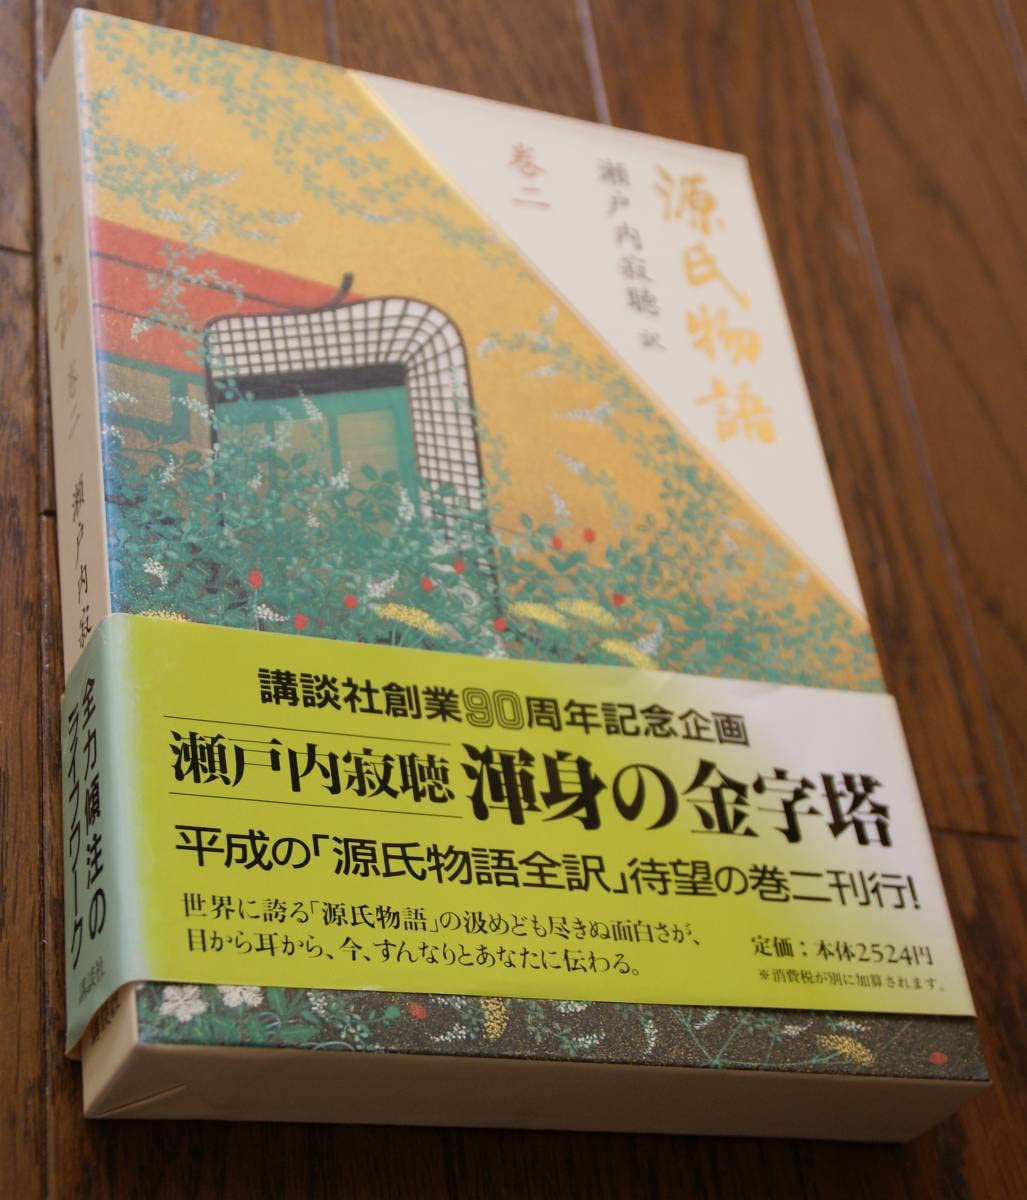 源氏物語
瀬戸内寂聴 訳
巻二
講談社創業90周年記念企画
瀬戸内寂聴 渾身の金字塔
平成の「源氏物語全訳」待望の巻二刊行!
世界に誇る「源氏物語」の汲めども尽きぬ面白さが、
目から耳から、今、すんなりとあなたに伝わる。
定価:本体2524円
※消費税が別に加算されます。
語 巻二 瀬戸内寂
全力傾注の
ライフワーク
講談社